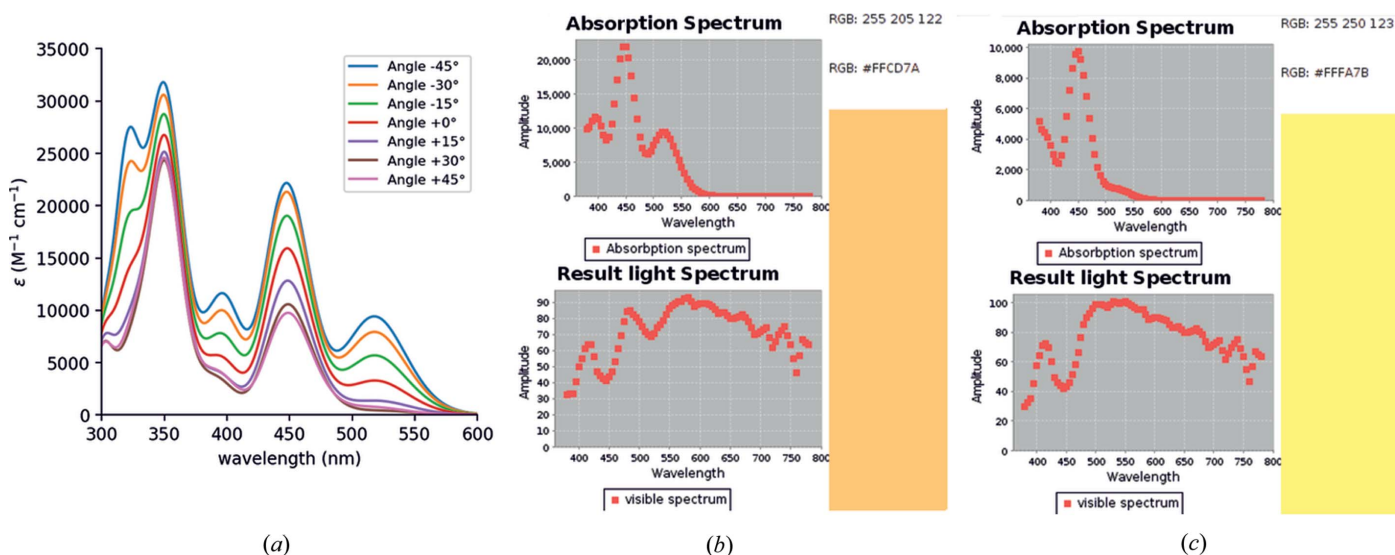 35000
30000
25000
20000
15000
10000
5000
0
ε (M⁻¹ cm⁻¹)
300 350 400 450 500 550 600
wavelength (nm)
Angle -45°
Angle -30°
Angle -15°
Angle +0°
Angle +15°
Angle +30°
Angle +45°
(a)
Absorption Spectrum
20,000
15,000
10,000
5,000
0
Amplitude
400 450 500 550 600 650 700 750 800
Wavelength
Absorbption spectrum
RGB: 255 205 122
RGB: #FFCD7A
Result light Spectrum
90
80
70
60
50
40
30
20
10
0
Amplitude
400 450 500 550 600 650 700 750 800
Wavelength
visible spectrum
(b)
Absorption Spectrum
10,000
8,000
6,000
4,000
2,000
0
Amplitude
400 450 500 550 600 650 700 750 800
Wavelength
Absorbption spectrum
RGB: 255 250 123
RGB: #FFFA7B
Result light Spectrum
100
80
60
40
20
0
Amplitude
400 450 500 550 600 650 700 750 800
Wavelength
visible spectrum
(c)